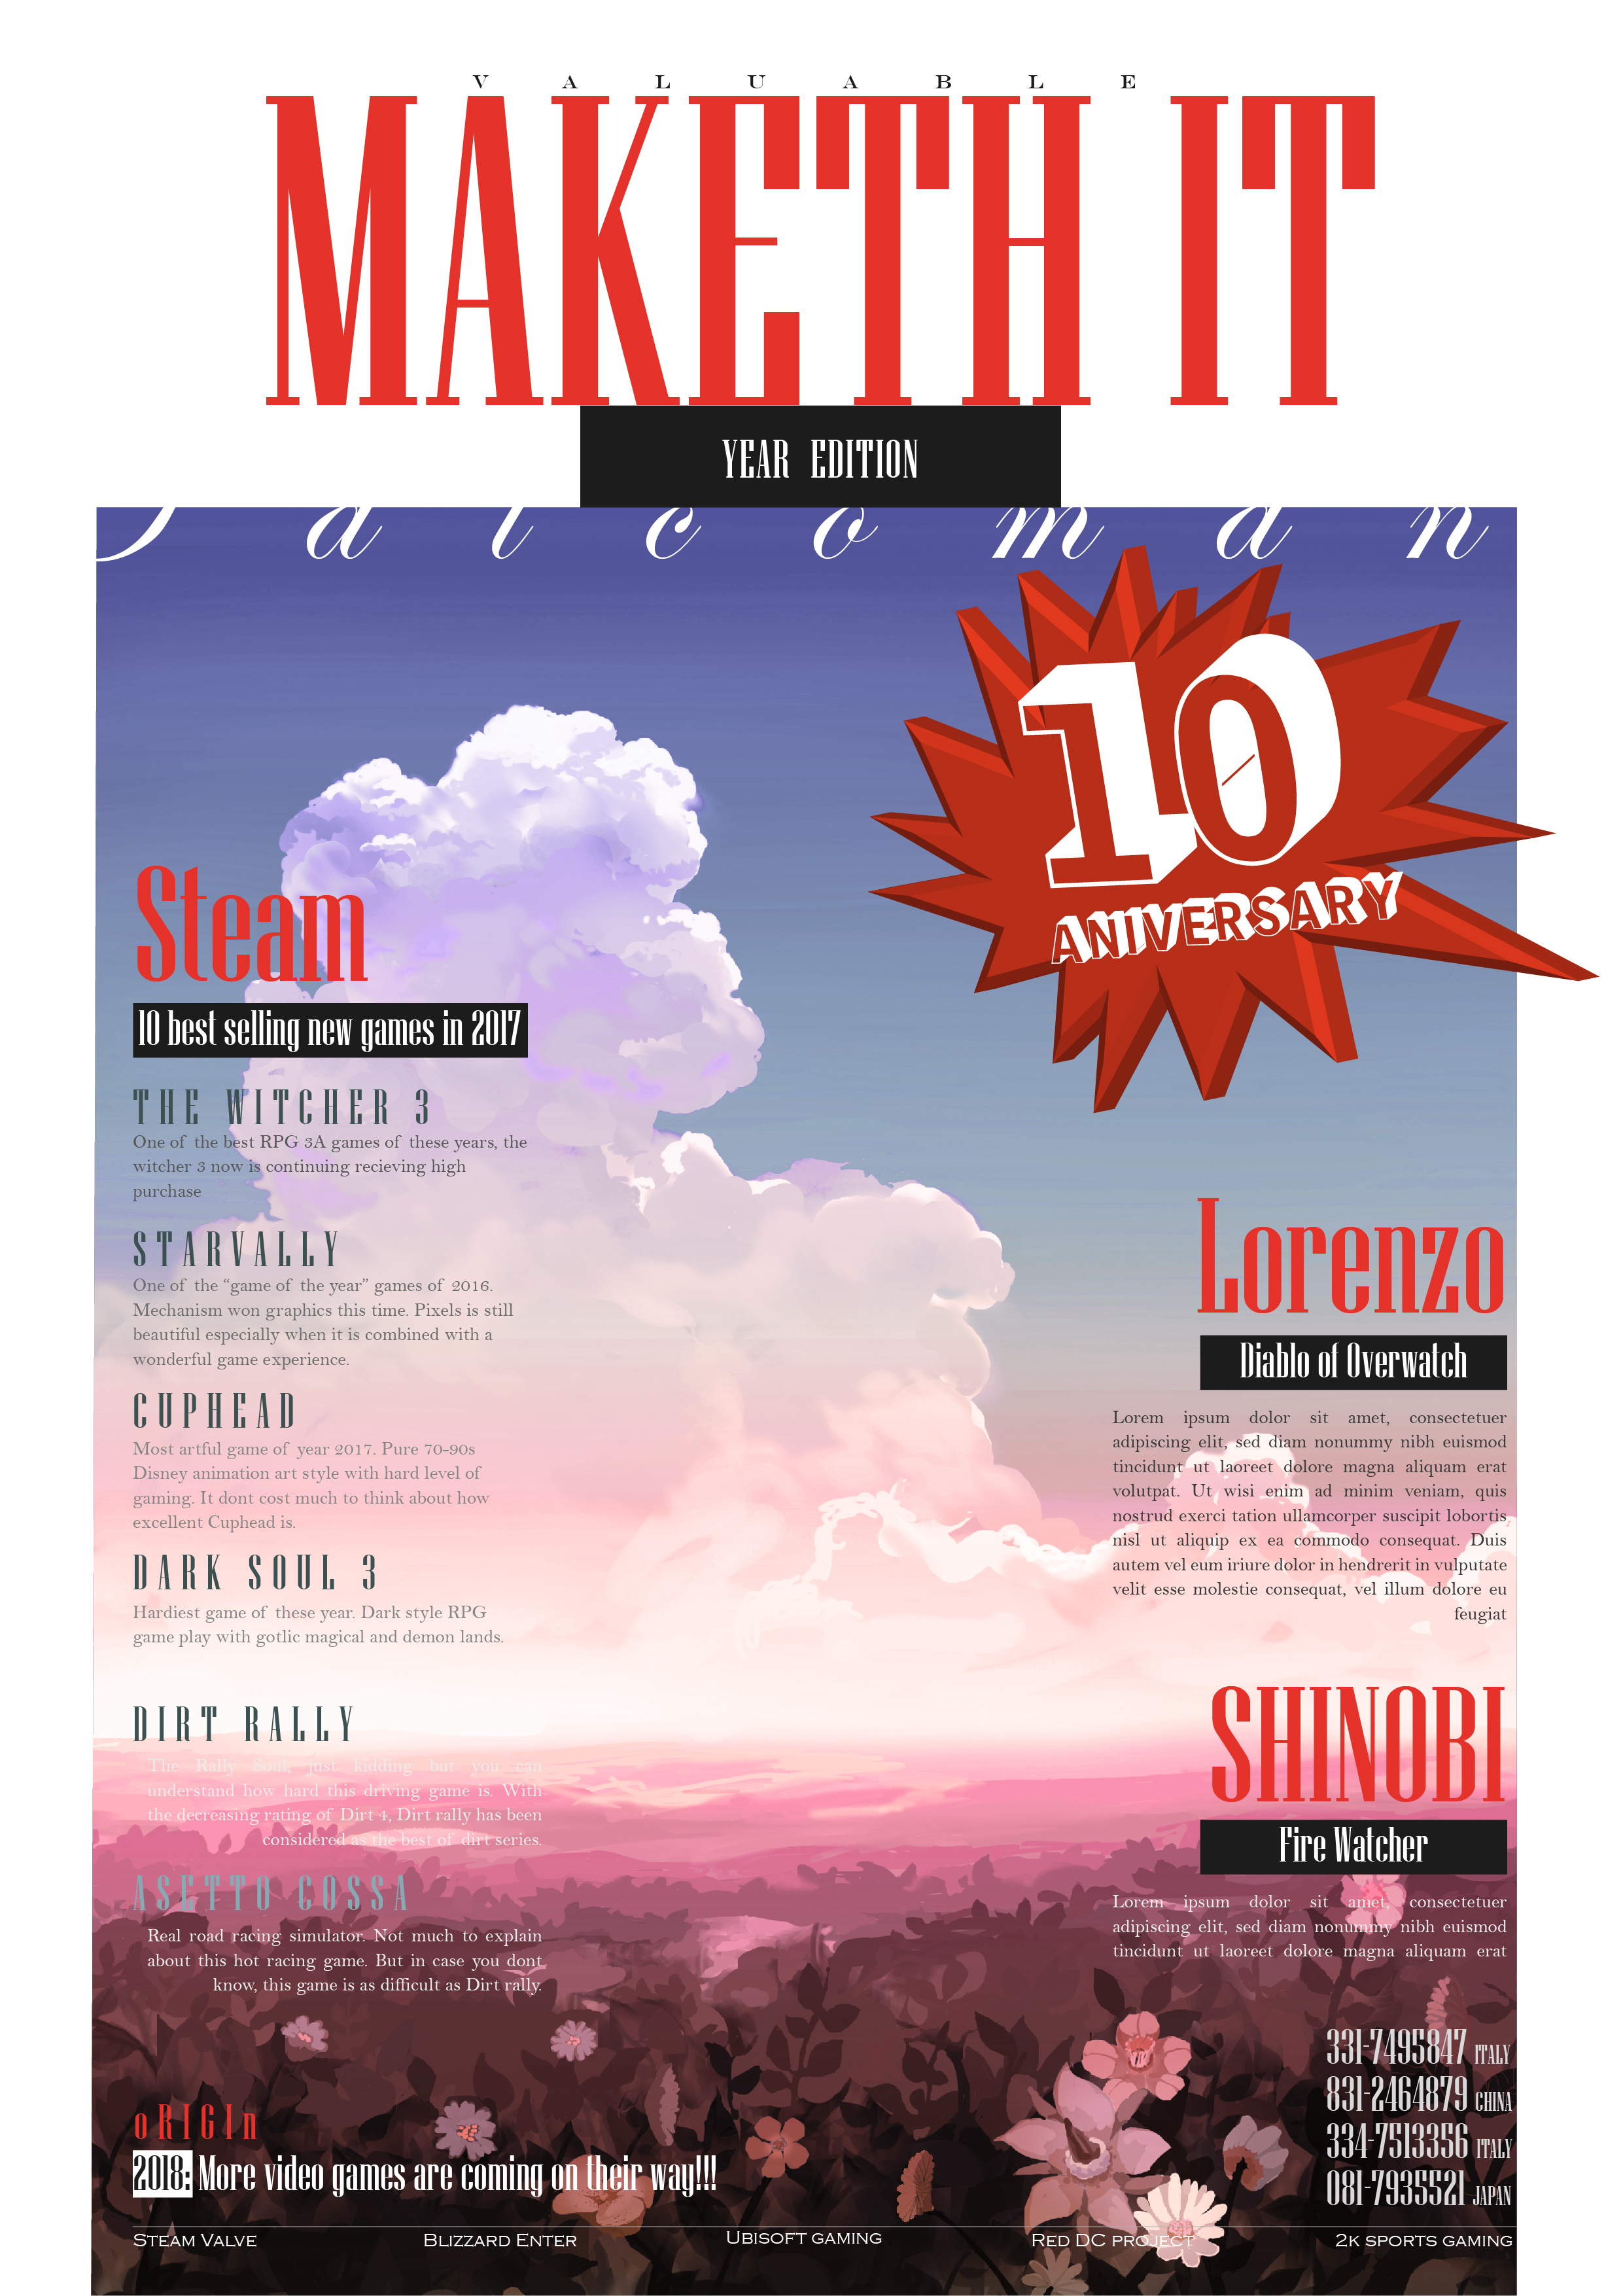 VALUABLE
MAKETH IT
YEAR EDITION
10
ANIVERSARY
Steam
10 best selling new games in 2017
THE WITCHER 3
One of the best RPG 3A games of these years, the
witcher 3 now is continuing recieving high
purchase
STARVALLY
One of the “game of the year” games of 2016.
Mechanism won graphics this time. Pixels is still
beautiful especially when it is combined with a
wonderful game experience.
CUPHEAD
Most artful game of year 2017. Pure 70-90s
Disney animation art style with hard level of
gaming. It dont cost much to think about how
excellent Cuphead is.
DARK SOUL 3
Hardiest game of these year. Dark style RPG
game play with gotlic magical and demon lands.
DIRT RALLY
The Rally Soul, just kidding but you can
understand how hard this driving game is. With
the decreasing rating of Dirt 4, Dirt rally has been
considered as the best of dirt series.
ASETTO COSSA
Real road racing simulator. Not much to explain
about this hot racing game. But in case you dont
know, this game is as difficult as Dirt rally.
Lorenzo
Diablo of Overwatch
Lorem ipsum dolor sit amet, consectetuer
adipiscing elit, sed diam nonummy nibh euismod
tincidunt ut laoreet dolore magna aliquam erat
volutpat. Ut wisi enim ad minim veniam, quis
nostrud exerci tation ullamcorper suscipit lobortis
nisl ut aliquip ex ea commodo consequat. Duis
autem vel eum iriure dolor in hendrerit in vulputate
velit esse molestie consequat, vel illum dolore eu
feugiat
SHINOBI
Fire Watcher
Lorem ipsum dolor sit amet, consectetuer
adipiscing elit, sed diam nonummy nibh euismod
tincidunt ut laoreet dolore magna aliquam erat
331-7495847 ITALY
831-2464879 CHINA
334-7513356 ITALY
081-7935521 JAPAN
oRIGIn
2018: More video games are coming on their way!!!
STEAM VALVE
BLIZZARD ENTER
UBISOFT GAMING
RED DC PROJECT
2K SPORTS GAMING